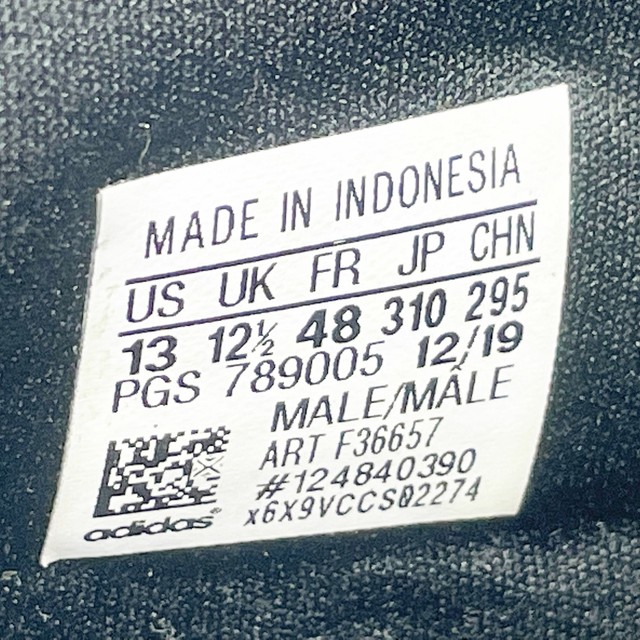 MADE IN INDONESIA
US UK FR JP CHN
13 12½ 48 310 295
PGS 789005 12/19
MALE/MÂLE
ART F36657
#124840390
x6X9VCCS02274
adidas®